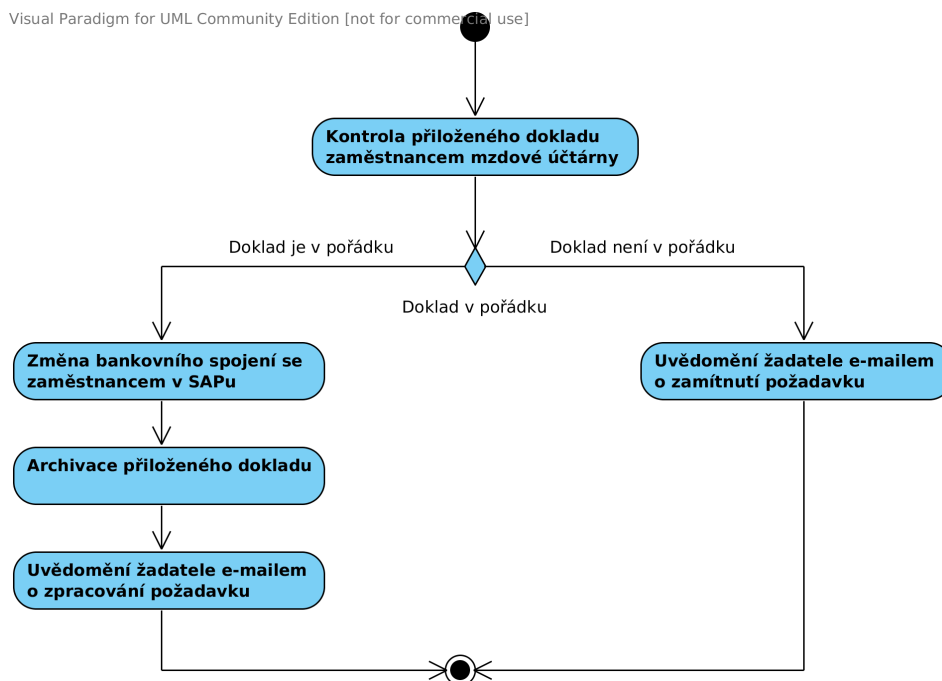 Visual Paradigm for UML Community Edition [not for commercial use]
Kontrola přiloženého dokladu
zaměstnancem mzdové účtárny
Doklad je v pořádku
Doklad není v pořádku
Doklad v pořádku
Změna bankovního spojení se
zaměstnancem v SAPu
Uvědomění žadatele e-mailem
o zamítnutí požadavku
Archivace přiloženého dokladu
Uvědomění žadatele e-mailem
o zpracování požadavku